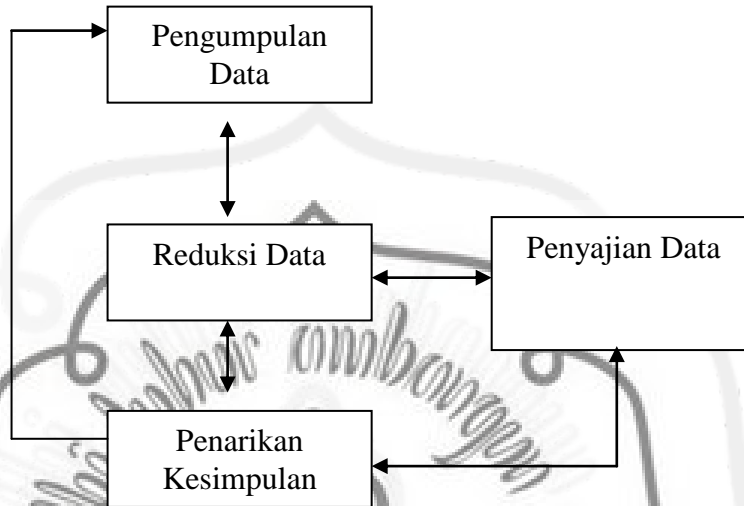 Pengumpulan
Data
Reduksi Data
Penyajian Data
Penarikan
Kesimpulan